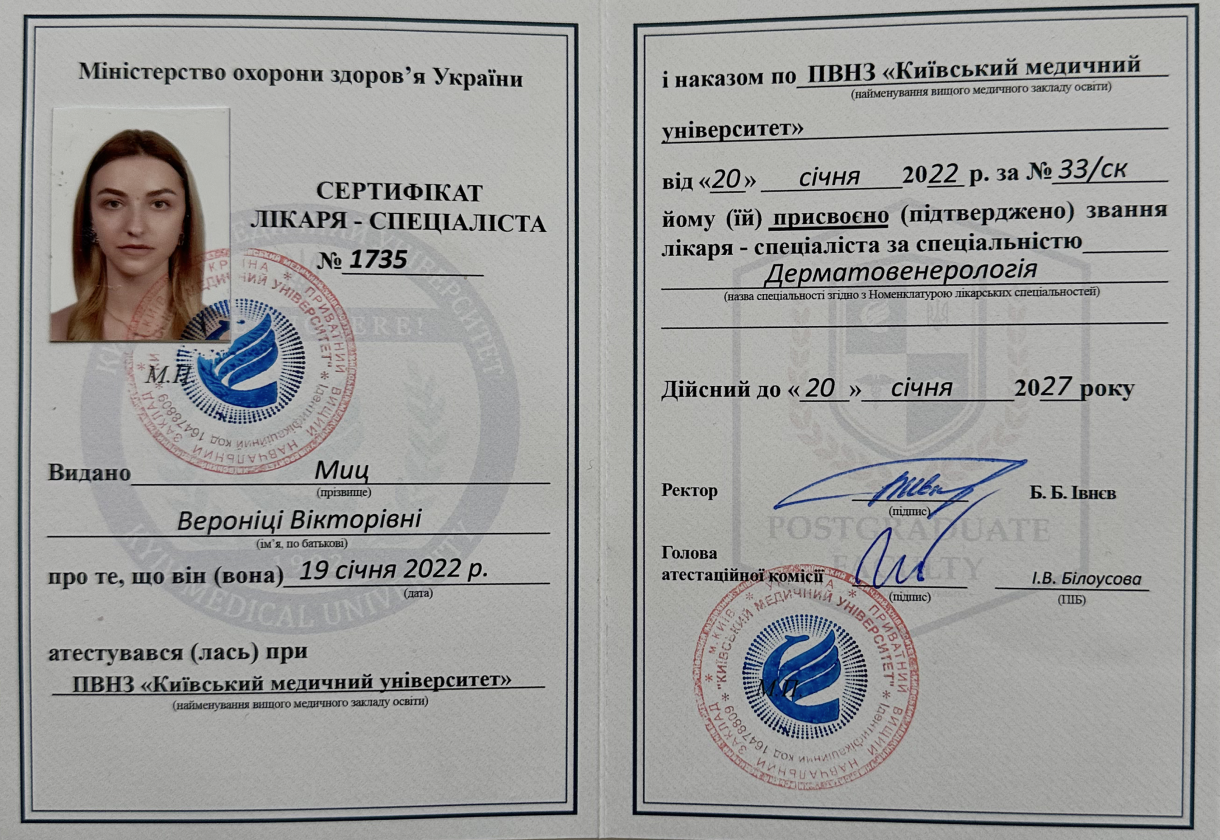 Міністерство охорони здоров’я України
СЕРТИФІКАТ
ЛІКАРЯ - СПЕЦІАЛІСТА
№ 1735
М.П.
Видано Миц
(прізвище)
Вероніці Вікторівні
(ім’я, по батькові)
про те, що він (вона) 19 січня 2022 р.
(дата)
атестувався (лась) при
ПВНЗ «Київський медичний університет»
(найменування вищого медичного закладу освіти)
і наказом по ПВНЗ «Київський медичний
(найменування вищого медичного закладу освіти)
університет»
від «20» січня 2022 р. за № 33/ск
йому (їй) присвоєно (підтверджено) звання
лікаря - спеціаліста за спеціальністю
Дерматовенерологія
(назва спеціальності згідно з Номенклатурою лікарських спеціальностей)
Дійсний до «20 » січня 2027 року
Ректор Б. Б. Івнєв
(підпис)
Голова
атестаційної комісії І.В. Білоусова
(підпис) (ПІБ)
М.П.
POSTGRADUATE
FACULTY
KYIV MEDICAL UNIVERSITY
УКРАЇНА * ПРИВАТНИЙ ВИЩИЙ НАВЧАЛЬНИЙ ЗАКЛАД * м.КИЇВ *
"КИЇВСЬКИЙ МЕДИЧНИЙ УНІВЕРСИТЕТ" * Ідентифікаційний код 16478809 *